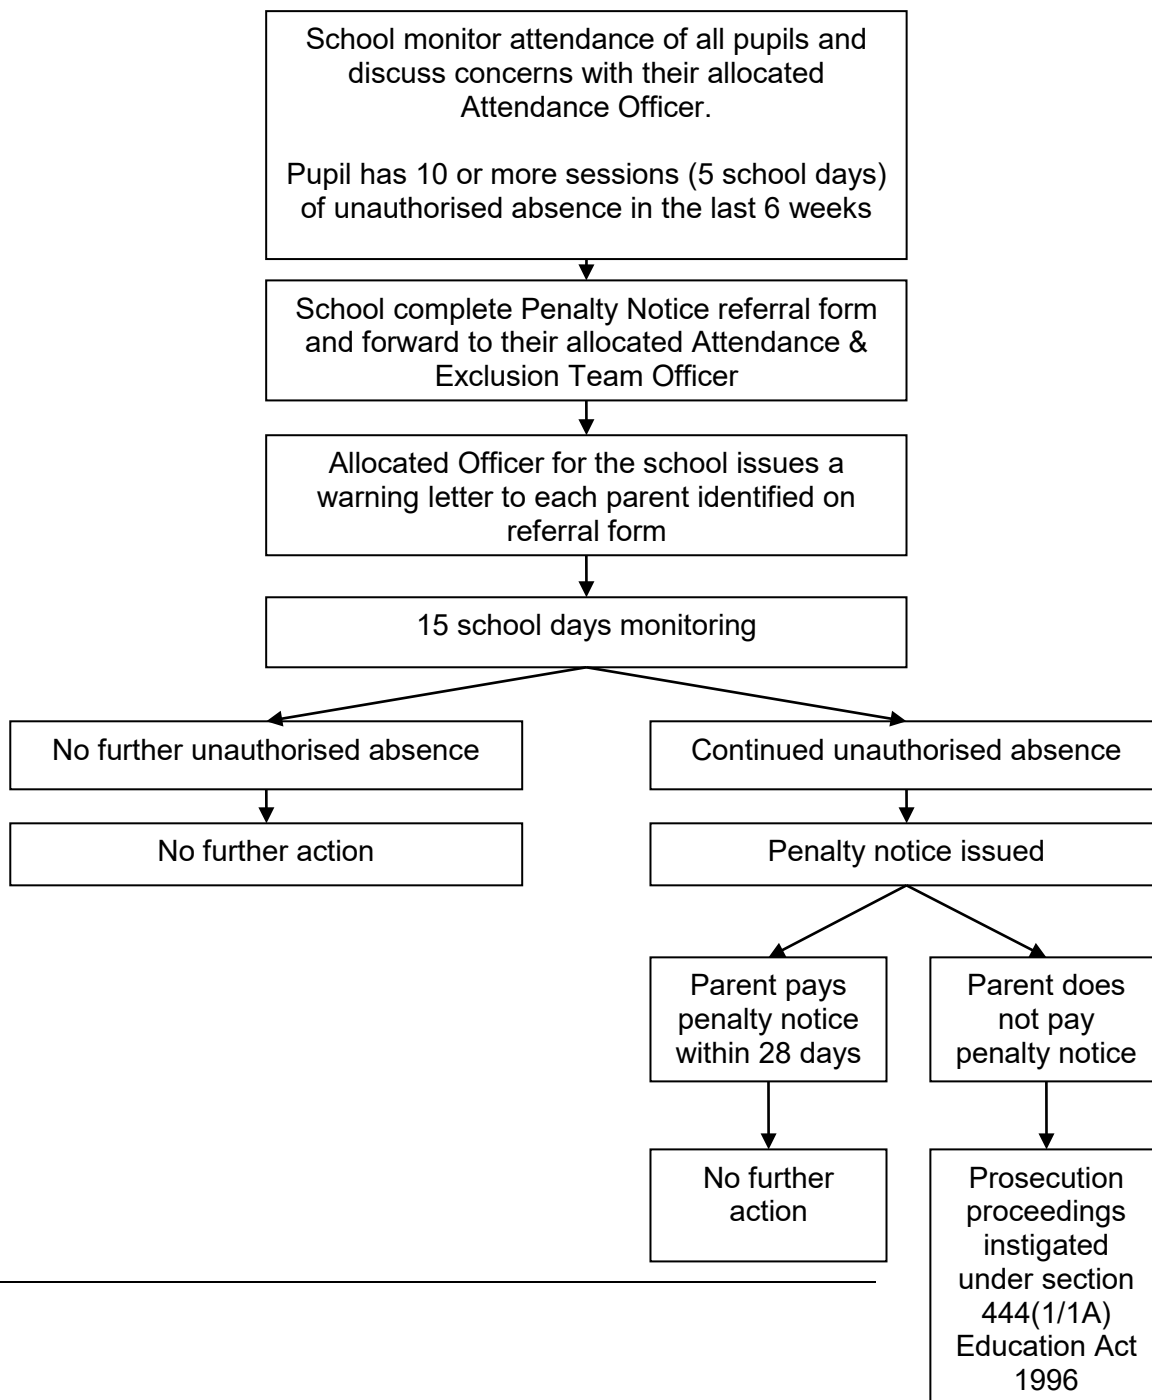 School monitor attendance of all pupils and
discuss concerns with their allocated
Attendance Officer.
Pupil has 10 or more sessions (5 school days)
of unauthorised absence in the last 6 weeks
School complete Penalty Notice referral form
and forward to their allocated Attendance &
Exclusion Team Officer
Allocated Officer for the school issues a
warning letter to each parent identified on
referral form
15 school days monitoring
No further unauthorised absence
Continued unauthorised absence
No further action
Penalty notice issued
Parent pays
penalty notice
within 28 days
Parent does
not pay
penalty notice
No further
action
Prosecution
proceedings
instigated
under section
444(1/1A)
Education Act
1996